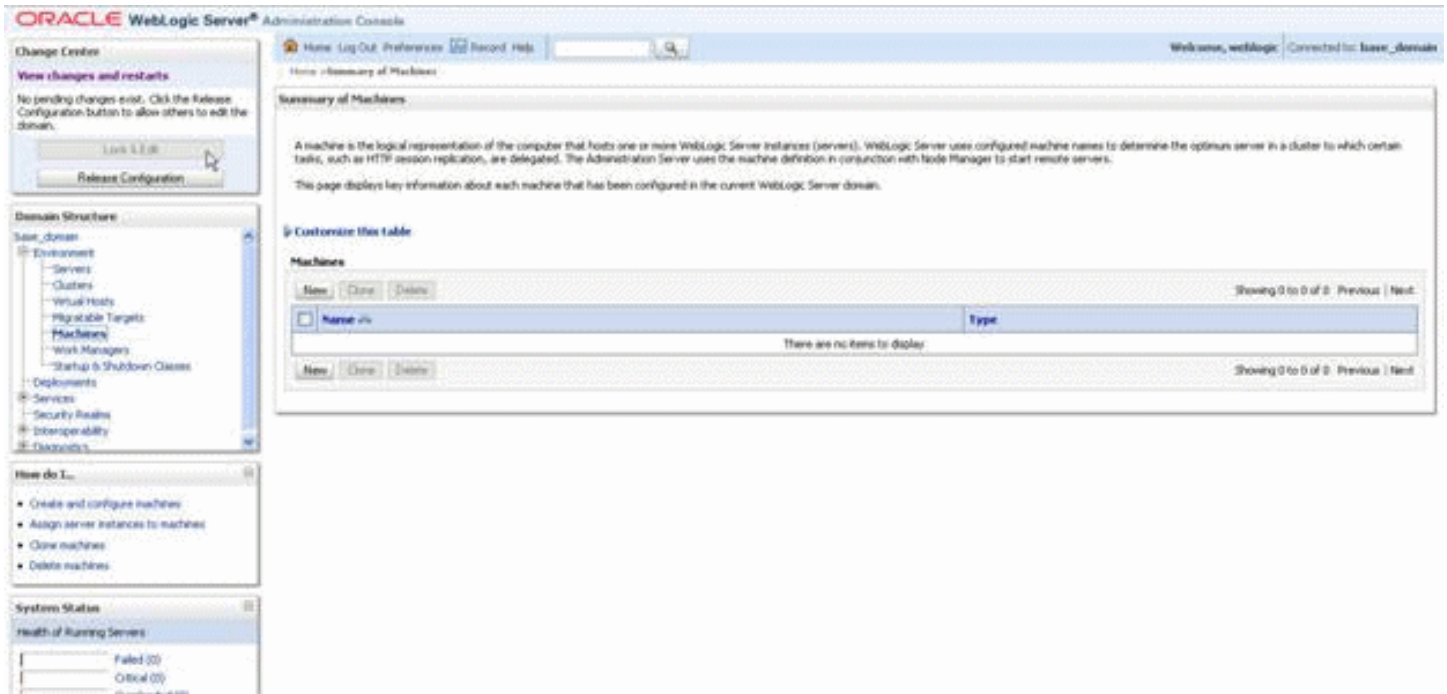 ORACLE WebLogic Server® Administration Console
Change Center
View changes and restarts
No pending changes exist. Click the Release
Configuration button to allow others to edit the
domain.
Lock & Edit
Release Configuration
Domain Structure
base_domain
Environment
Servers
Clusters
Virtual Hosts
Migratable Targets
Machines
Work Managers
Startup & Shutdown Classes
Deployments
Services
Security Realms
Interoperability
Diagnostics
How do I...
Create and configure machines
Assign server instances to machines
Clone machines
Delete machines
System Status
Health of Running Servers
Failed (0)
Critical (0)
Overloaded (0)
Home Log Out Preferences Record Help
Welcome, weblogic Connected to: base_domain
Home >Summary of Machines
Summary of Machines
A machine is the logical representation of the computer that hosts one or more WebLogic Server instances (servers). WebLogic Server uses configured machine names to determine the optimum server in a cluster to which certain
tasks, such as HTTP session replication, are delegated. The Administration Server uses the machine definition in conjunction with Node Manager to start remote servers.
This page displays key information about each machine that has been configured in the current WebLogic Server domain.
Customize this table
Machines
New Clone Delete Showing 0 to 0 of 0 Previous | Next
Name Type
There are no items to display
New Clone Delete Showing 0 to 0 of 0 Previous | Next